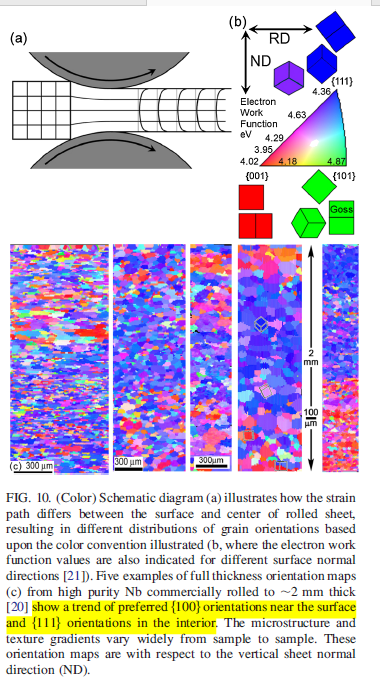 (a)
(b)
RD
ND
{111}
Electron
Work
Function
eV
4.36
4.63
4.29
3.95
4.02
4.18
4.87
{001}
{101}
Goss
2
mm
100
µm
(c) 300 µm
300 µm
300µm
FIG. 10. (Color) Schematic diagram (a) illustrates how the strain
path differs between the surface and center of rolled sheet,
resulting in different distributions of grain orientations based
upon the color convention illustrated (b, where the electron work
function values are also indicated for different surface normal
directions [21]). Five examples of full thickness orientation maps
(c) from high purity Nb commercially rolled to ~2 mm thick
[20] show a trend of preferred {100} orientations near the surface
and {111} orientations in the interior. The microstructure and
texture gradients vary widely from sample to sample. These
orientation maps are with respect to the vertical sheet normal
direction (ND).